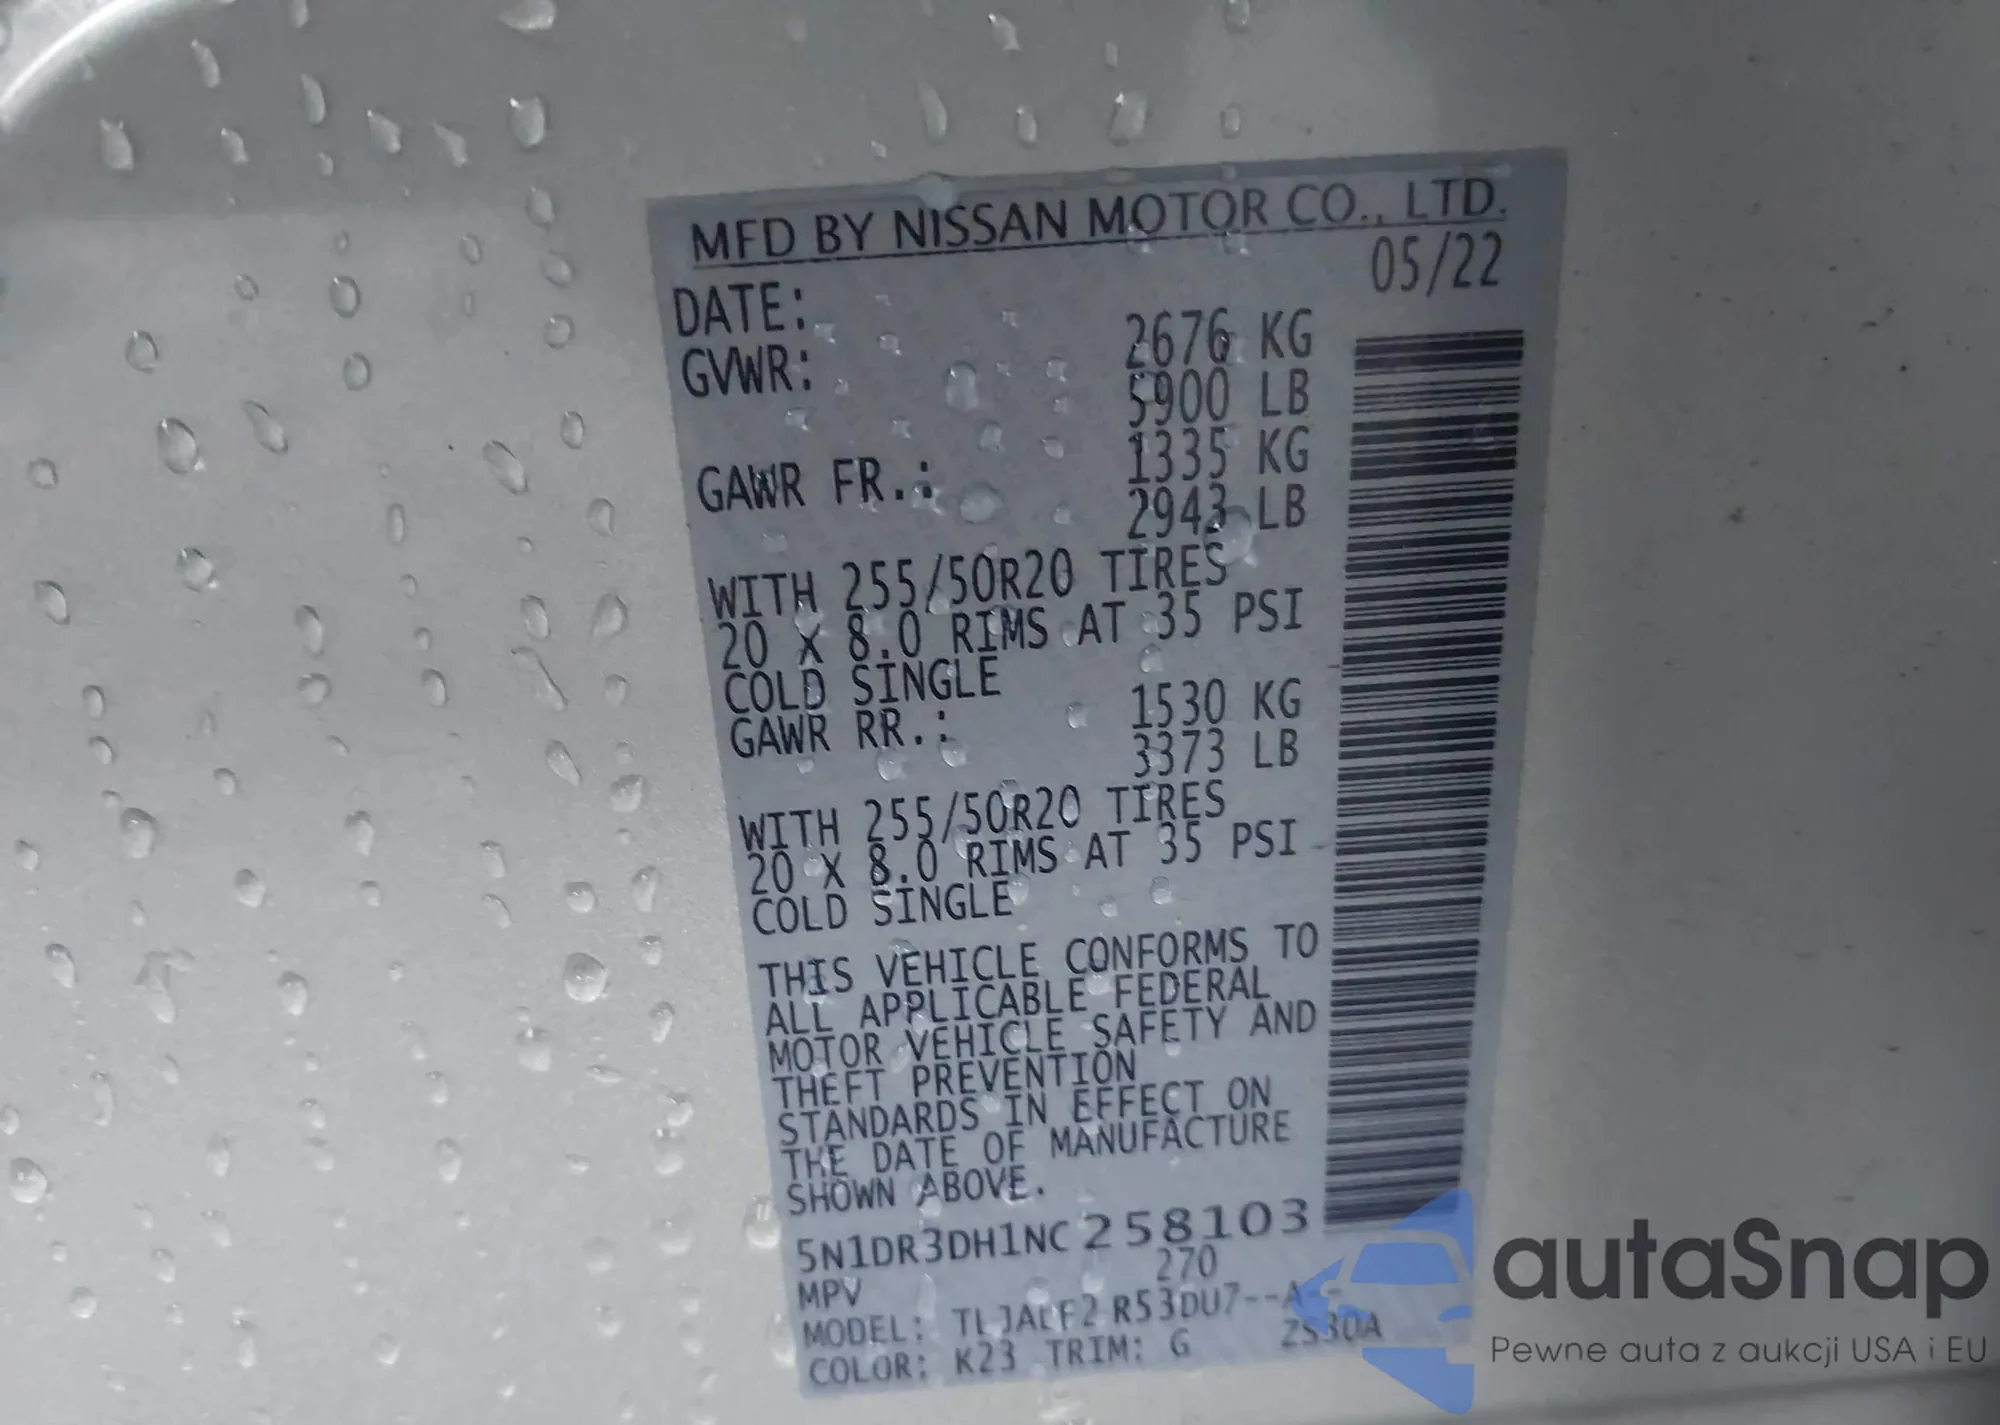 MFD BY NISSAN MOTOR CO., LTD.
DATE: 05/22
GVWR: 2676 KG
5900 LB
GAWR FR.: 1335 KG
2943 LB
WITH 255/50R20 TIRES
20 X 8.0 RIMS AT 35 PSI
COLD SINGLE
GAWR RR.: 1530 KG
3373 LB
WITH 255/50R20 TIRES
20 X 8.0 RIMS AT 35 PSI
COLD SINGLE
THIS VEHICLE CONFORMS TO
ALL APPLICABLE FEDERAL
MOTOR VEHICLE SAFETY AND
THEFT PREVENTION
STANDARDS IN EFFECT ON
THE DATE OF MANUFACTURE
SHOWN ABOVE.
5N1DR3DH1NC258103
MPV 270
MODEL: R53DU7--A--
COLOR: K23 TRIM: G ZS30A
autaSnap
Pewne auta z aukcji USA i EU